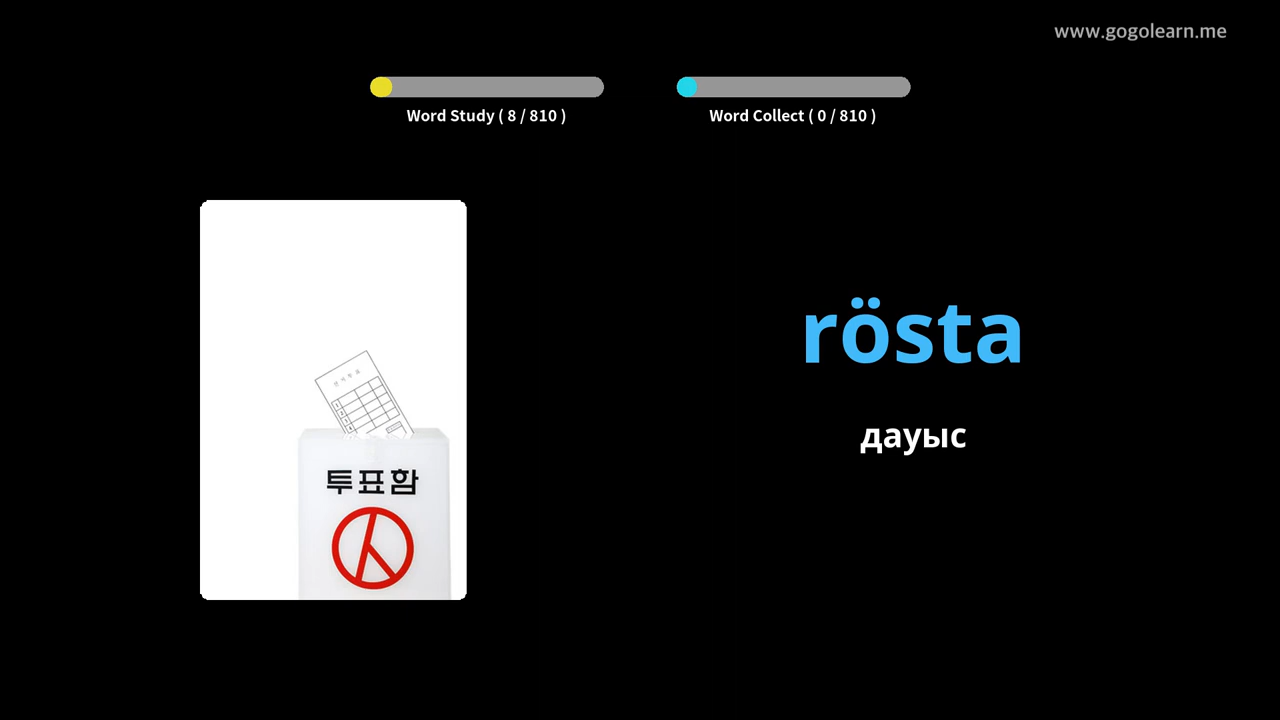 www.gogolearn.me
Word Study ( 8 / 810 )
Word Collect ( 0 / 810 )
rösta
дауыс
투표함